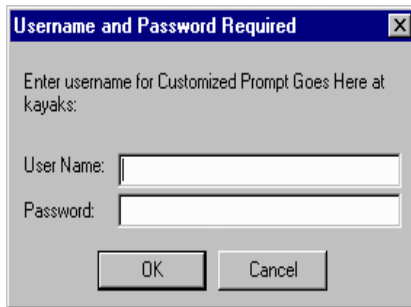 Username and Password Required
Enter username for Customized Prompt Goes Here at
kayaks:
User Name:
Password:
OK Cancel